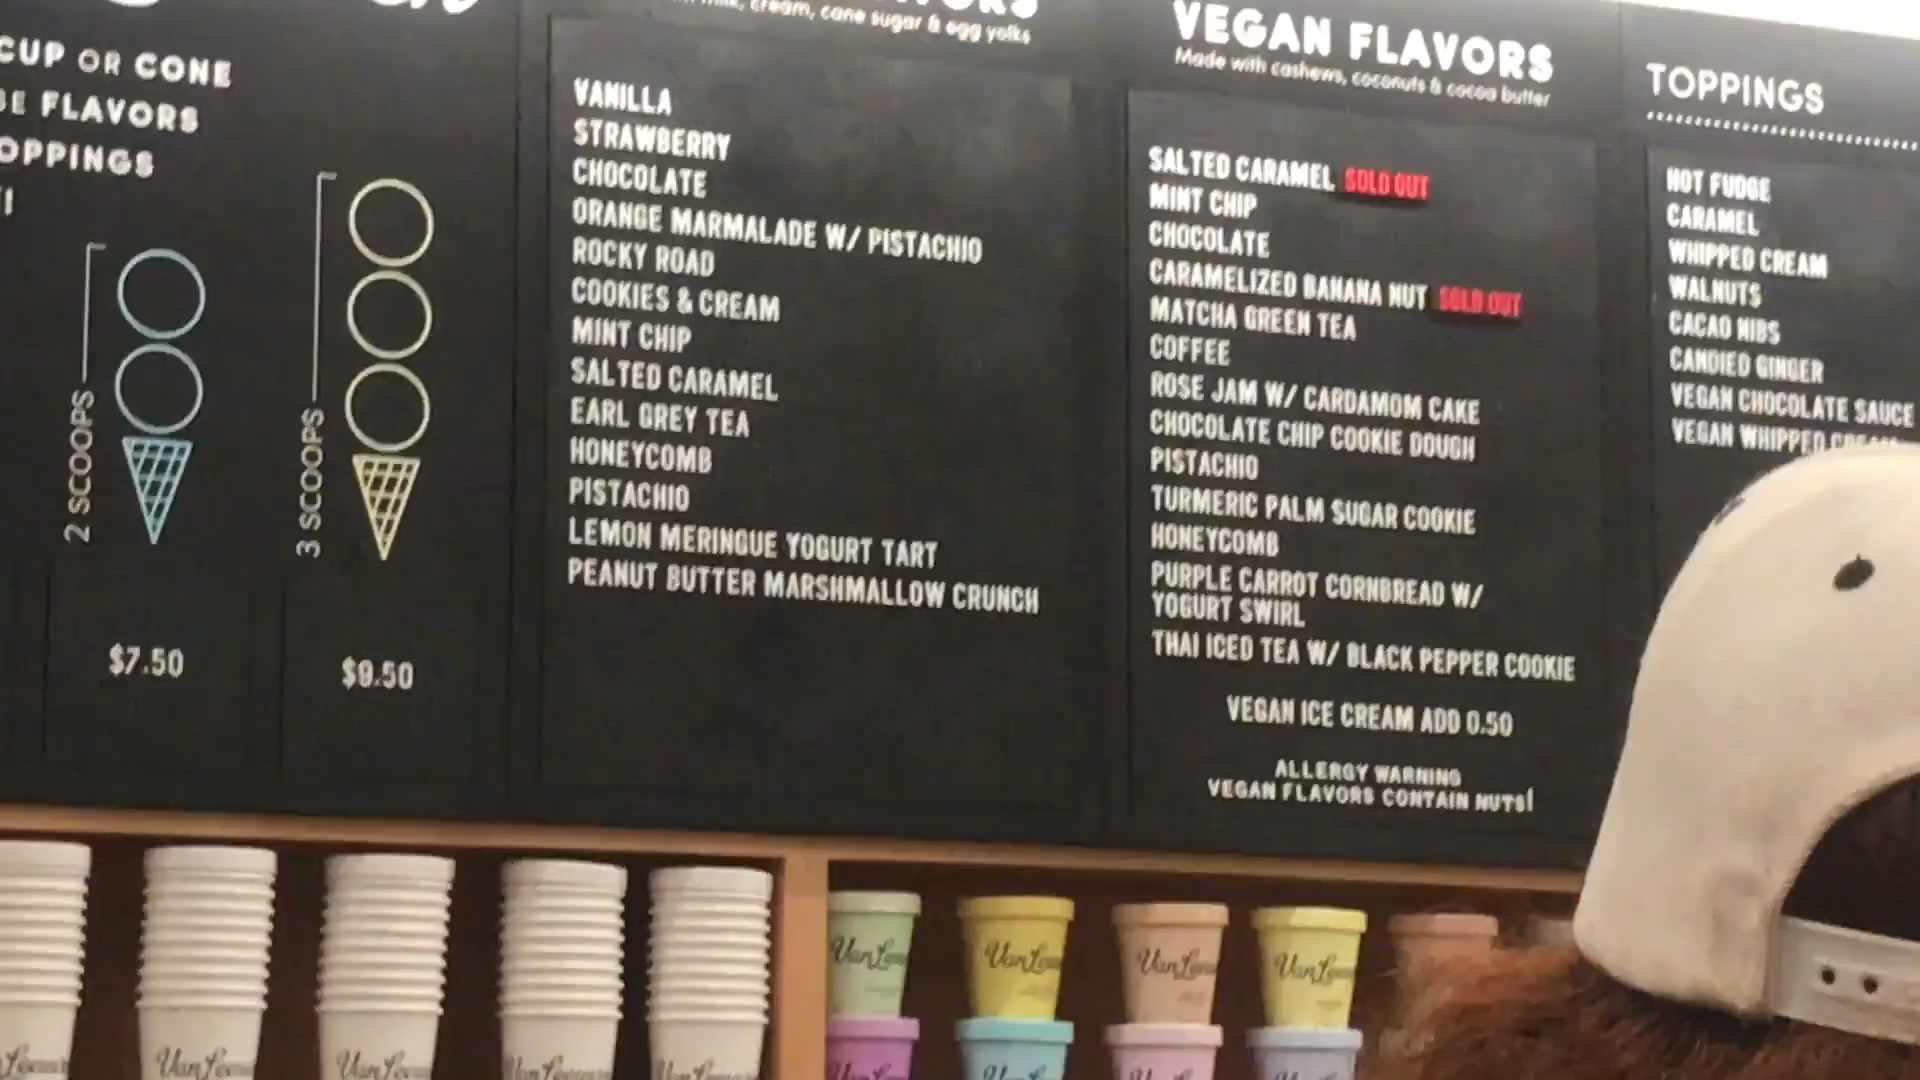 CUP OR CONE
FLAVORS
2 SCOOPS
$7.50
3 SCOOPS
$9.50
cream, cane sugar & egg yolks
VANILLA
STRAWBERRY
CHOCOLATE
ORANGE MARMALADE W/ PISTACHIO
ROCKY ROAD
COOKIES & CREAM
MINT CHIP
SALTED CARAMEL
EARL GREY TEA
HONEYCOMB
PISTACHIO
LEMON MERINGUE YOGURT TART
PEANUT BUTTER MARSHMALLOW CRUNCH
VEGAN FLAVORS
Made with cashews, coconuts & cocoa butter
SALTED CARAMEL SOLD OUT
MINT CHIP
CHOCOLATE
CARAMELIZED BANANA NUT SOLD OUT
MATCHA GREEN TEA
COFFEE
ROSE JAM W/ CARDAMOM CAKE
CHOCOLATE CHIP COOKIE DOUGH
PISTACHIO
TURMERIC PALM SUGAR COOKIE
HONEYCOMB
PURPLE CARROT CORNBREAD W/
YOGURT SWIRL
THAI ICED TEA W/ BLACK PEPPER COOKIE
VEGAN ICE CREAM ADD 0.50
ALLERGY WARNING
VEGAN FLAVORS CONTAIN NUTS!
TOPPINGS
HOT FUDGE
CARAMEL
WHIPPED CREAM
WALNUTS
CACAO NIBS
CANDIED GINGER
VEGAN CHOCOLATE SAUCE
VEGAN WHIPPED